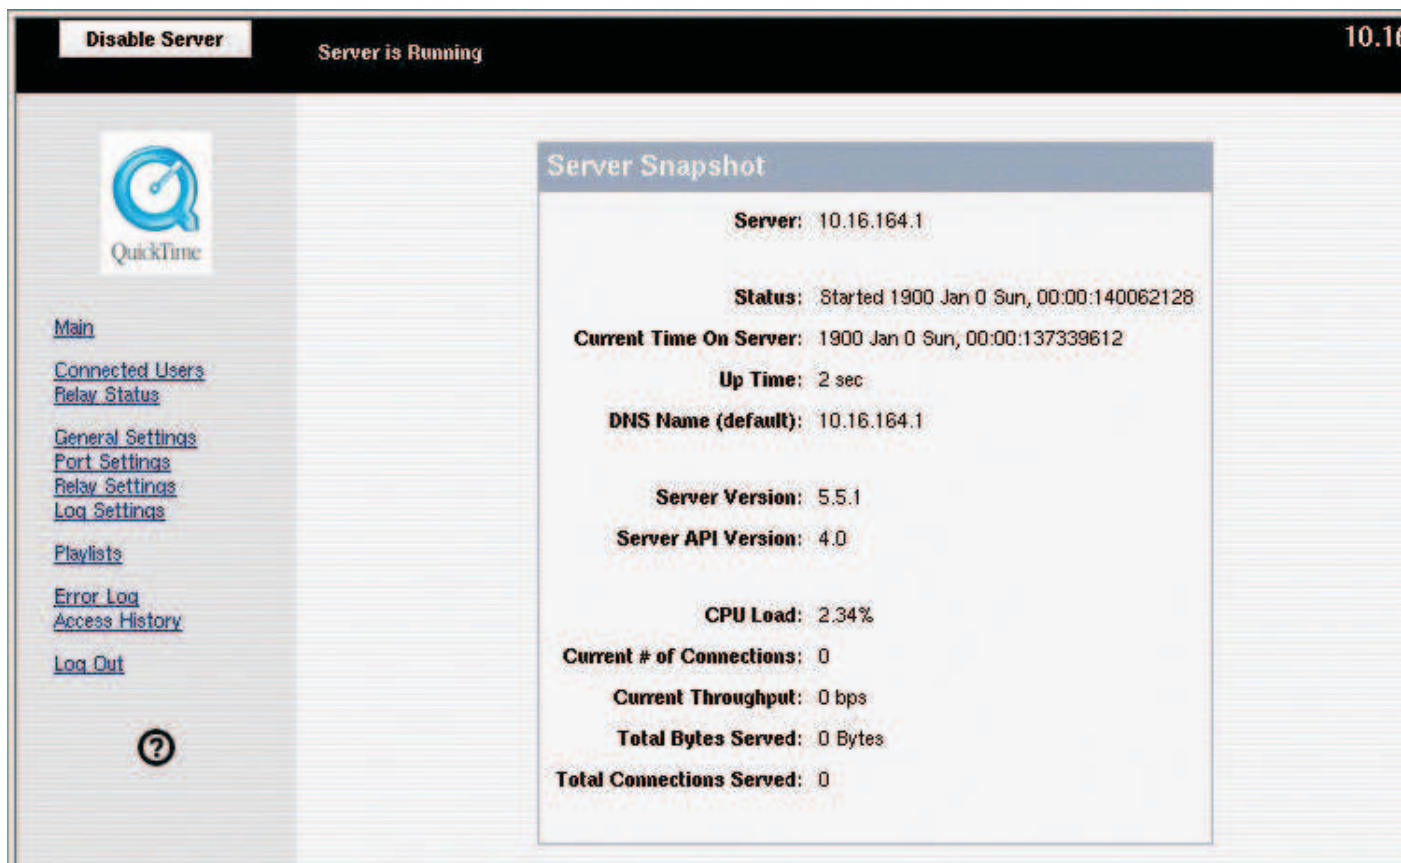 Disable Server
Server is Running
10.16
QuickTime
Main
Connected Users
Relay Status
General Settings
Port Settings
Relay Settings
Log Settings
Playlists
Error Log
Access History
Log Out
?
Server Snapshot
Server: 10.16.164.1
Status: Started 1900 Jan 0 Sun, 00:00:140062128
Current Time On Server: 1900 Jan 0 Sun, 00:00:137339612
Up Time: 2 sec
DNS Name (default): 10.16.164.1
Server Version: 5.5.1
Server API Version: 4.0
CPU Load: 2.34%
Current # of Connections: 0
Current Throughput: 0 bps
Total Bytes Served: 0 Bytes
Total Connections Served: 0